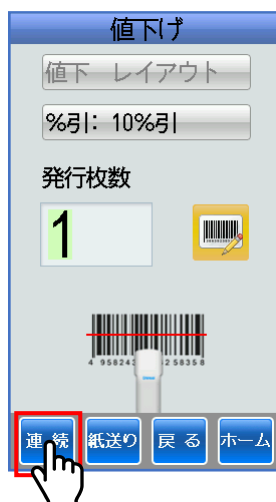 値下げ
値下　レイアウト
%引：10%引
発行枚数
1
連 続
紙送り
戻 る
ホーム